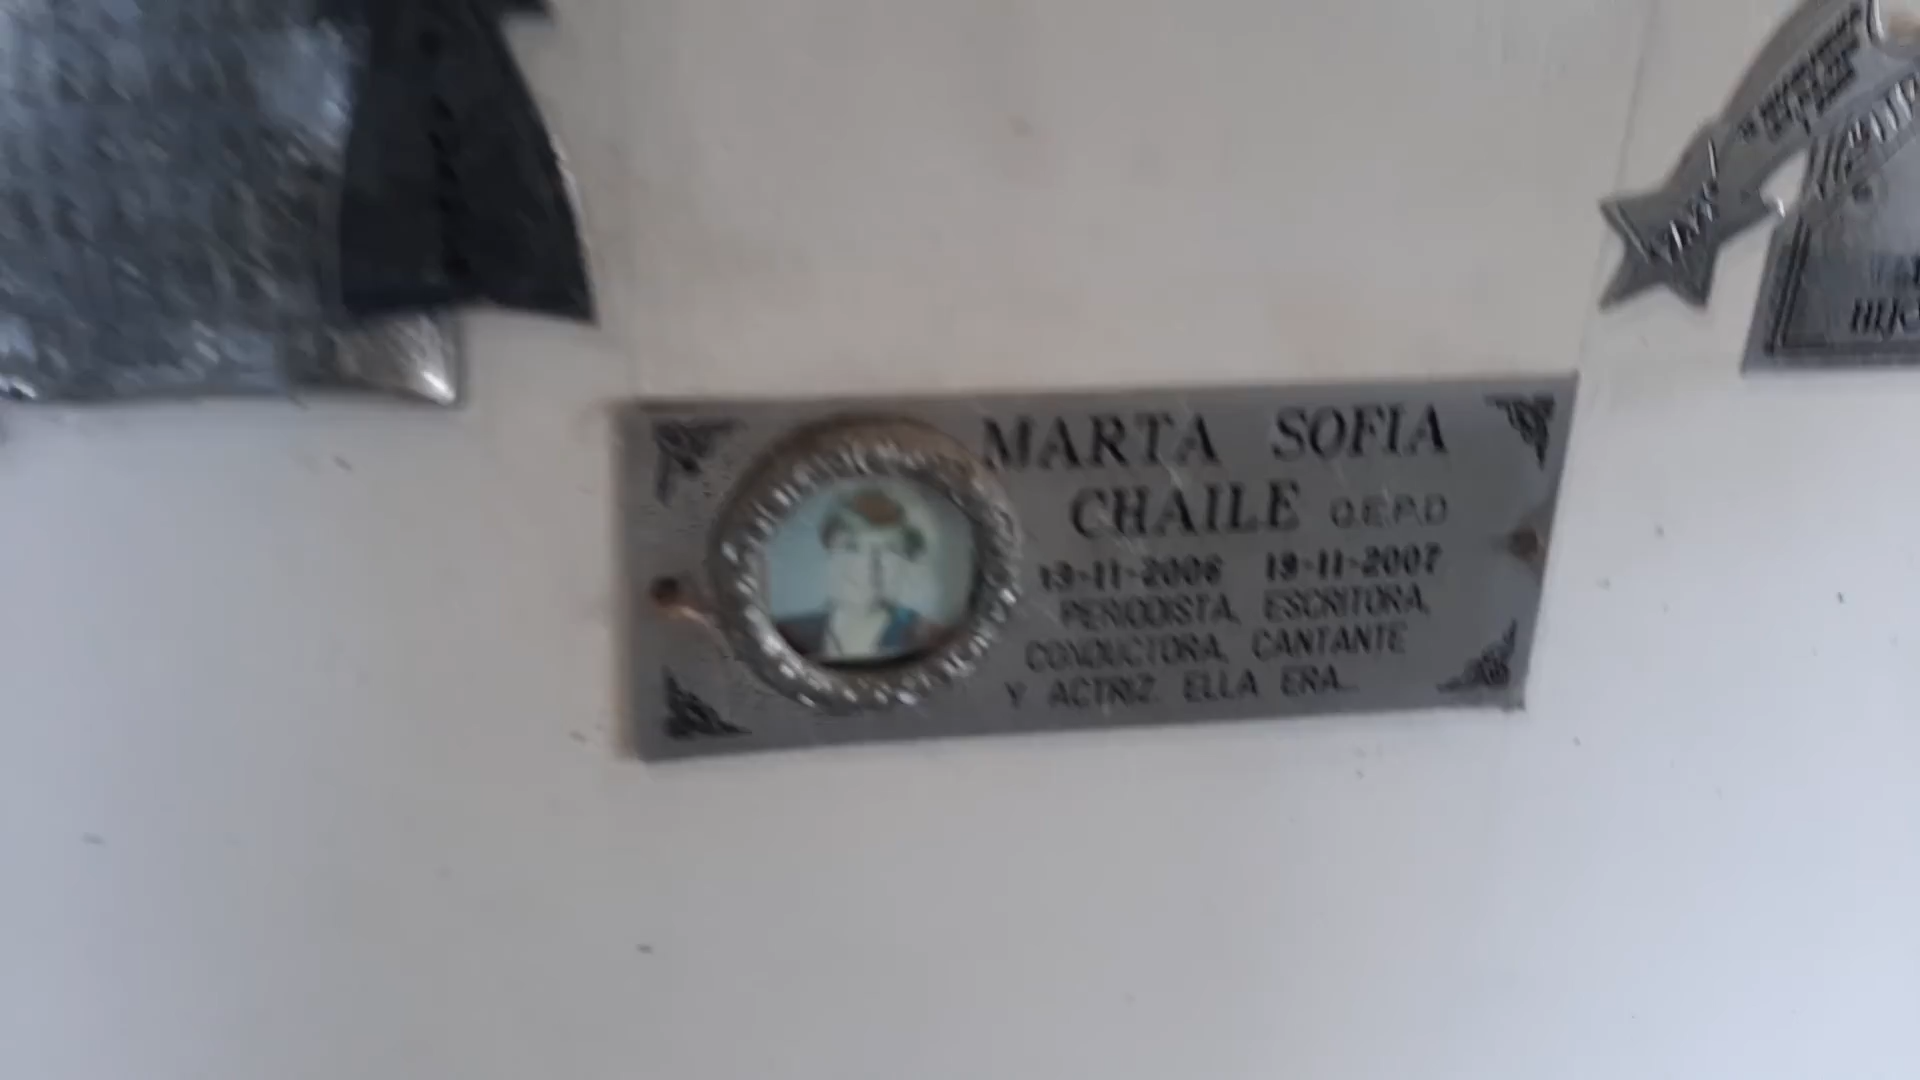 MARTA SOFIA
CHAILE Q.E.P.D
19-11-2006 19-11-2007
PERIODISTA, ESCRITORA,
CONDUCTORA, CANTANTE
Y ACTRIZ. ELLA ERA...